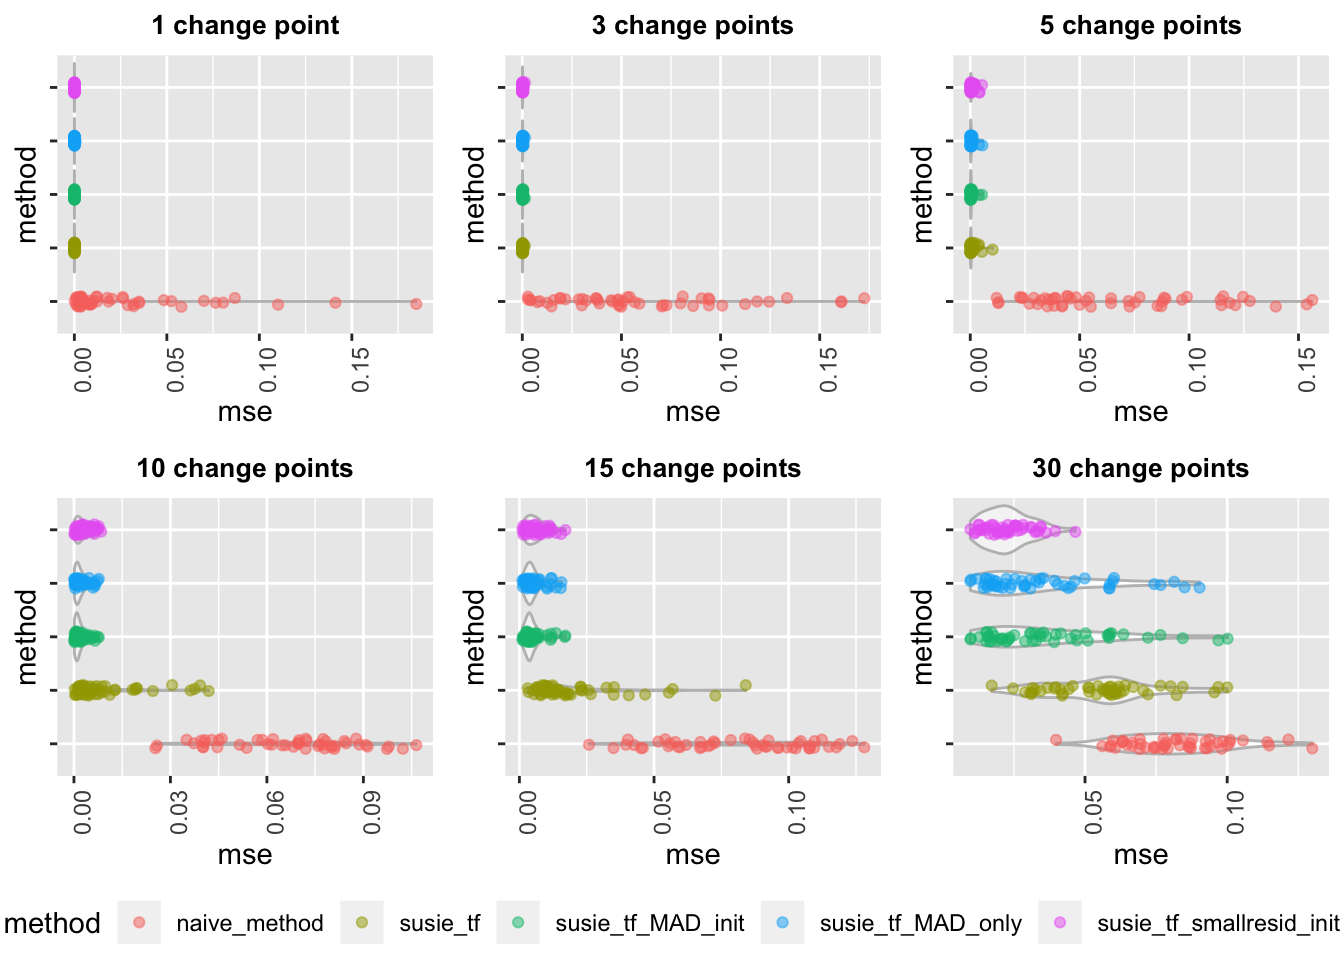 1 change point
3 change points
5 change points
method
method
method
0.00 0.05 0.10 0.15
0.00 0.05 0.10 0.15
0.00 0.05 0.10 0.15
mse
mse
mse
10 change points
15 change points
30 change points
method
method
method
0.00 0.03 0.06 0.09
0.00 0.05 0.10
0.05 0.10
mse
mse
mse
method naive_method susie_tf susie_tf_MAD_init susie_tf_MAD_only susie_tf_smallresid_init